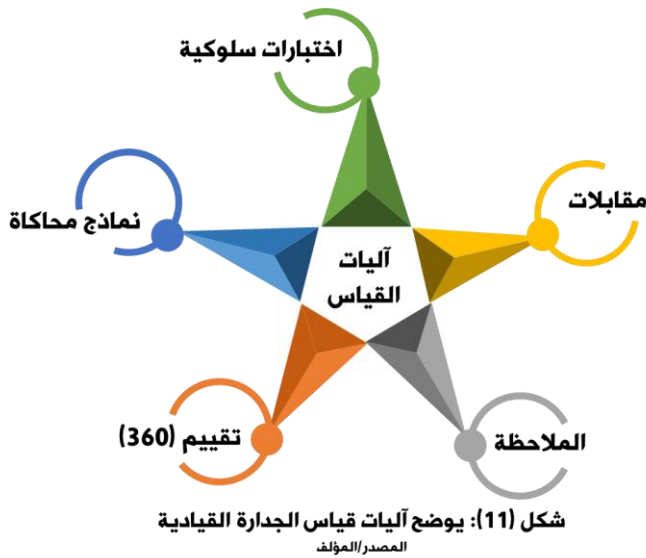 اختبارات سلوكية
مقابلات
نماذج محاكاة
آليات
القياس
الملاحظة
تقييم (360)
شكل (11): يوضح آليات قياس الجدارة القيادية
المصدر/المؤلف